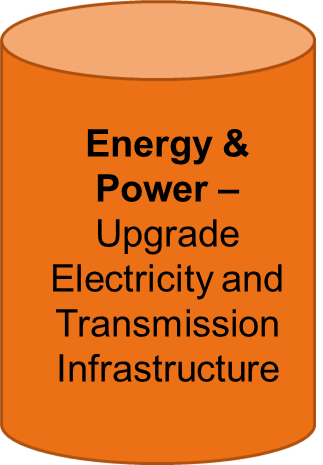 Energy &
Power –
Upgrade
Electricity and
Transmission
Infrastructure